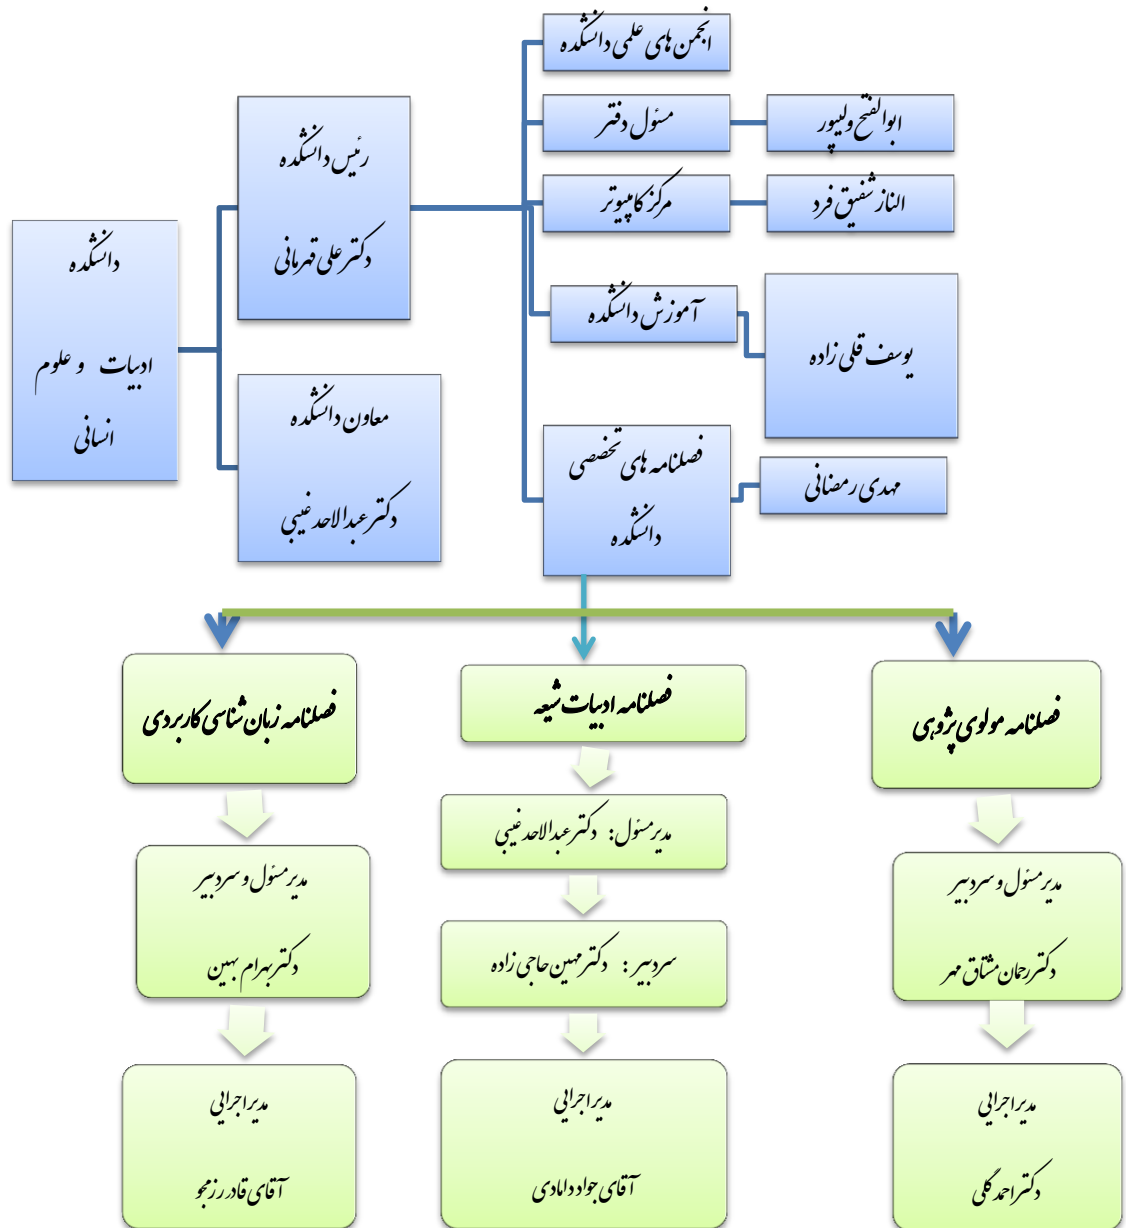 انجمن های علمی دانشکده
مسئول دفتر
ابوالفتح ولیپور
مرکز کامپیوتر
الناز شفیق فرد
رئیس دانشکده
دکتر علی قهرمانی
دانشکده
ادبیات و علوم
انسانی
آموزش دانشکده
یوسف قلی زاده
معاون دانشکده
دکتر عبدالاحد غیبی
فصلنامه های تخصصی
دانشکده
مهدی رمضانی
فصلنامه مولوی پژوهی
مدیر مسئول و سردبیر
دکتر رحمان مشتاق مهر
مدیر اجرایی
دکتر احمد گلی
فصلنامه ادبیات شیعه
مدیر مسئول: دکتر عبدالاحد غیبی
سردبیر : دکتر مهین حاجی زاده
مدیر اجرایی
آقای جواد دامادی
فصلنامه زبان شناسی کاربردی
مدیر مسئول و سردبیر
دکتر بهرام بهین
مدیر اجرایی
آقای قادر رزمجو